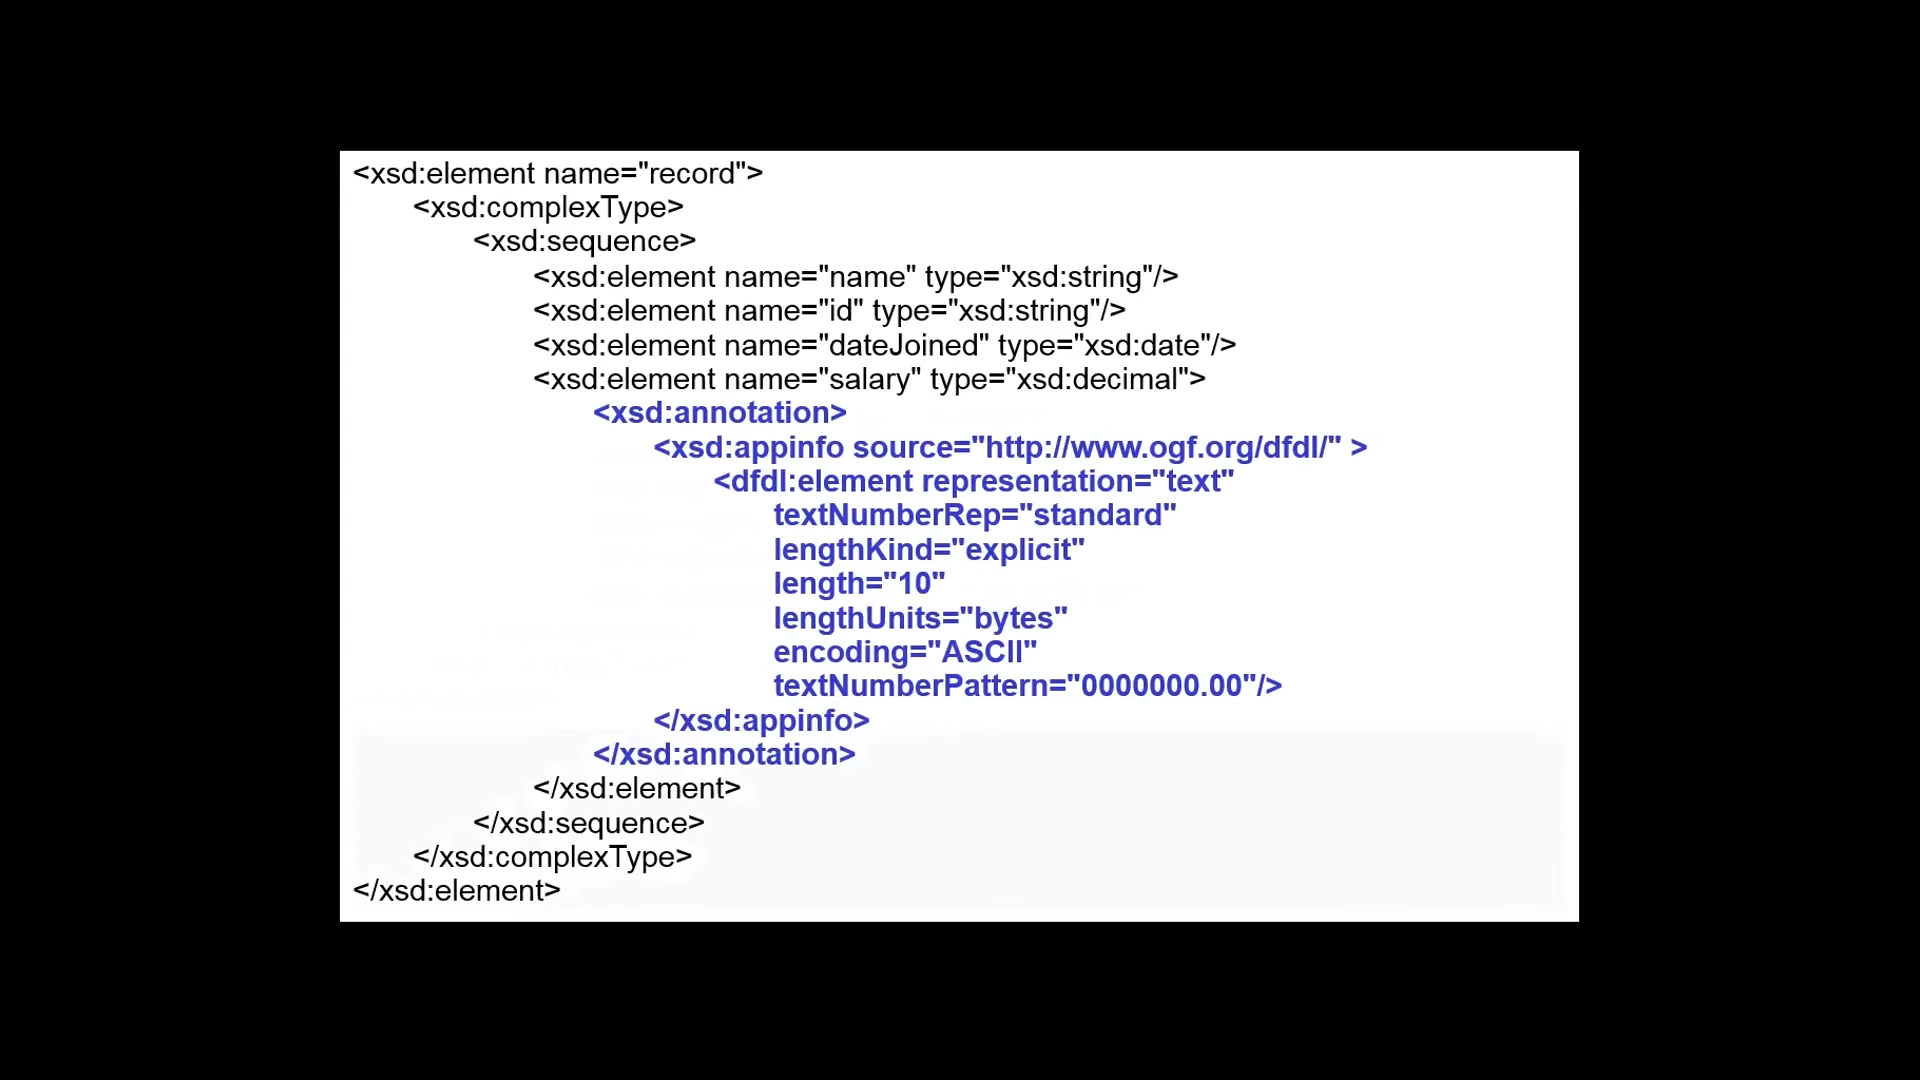 <xsd:element name="record">
<xsd:complexType>
<xsd:sequence>
<xsd:element name="name" type="xsd:string"/>
<xsd:element name="id" type="xsd:string"/>
<xsd:element name="dateJoined" type="xsd:date"/>
<xsd:element name="salary" type="xsd:decimal">
<xsd:annotation>
<xsd:appinfo source="http://www.ogf.org/dfdl/" >
<dfdl:element representation="text"
textNumberRep="standard"
lengthKind="explicit"
length="10"
lengthUnits="bytes"
encoding="ASCII"
textNumberPattern="0000000.00"/>
</xsd:appinfo>
</xsd:annotation>
</xsd:element>
</xsd:sequence>
</xsd:complexType>
</xsd:element>